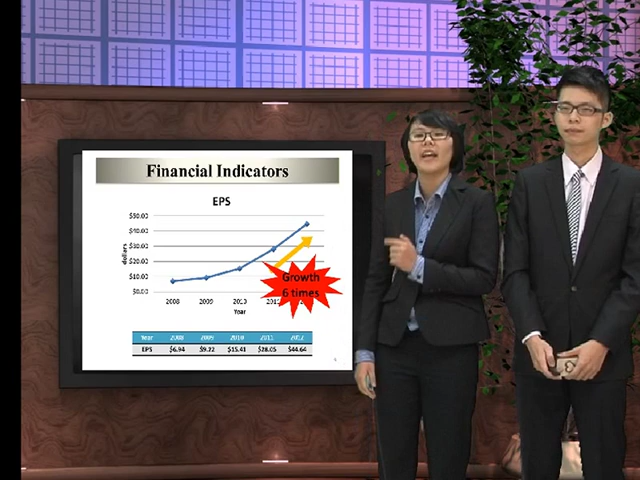 Financial Indicators
EPS
$50.00
$40.00
$30.00
$20.00
$10.00
$0.00
dollars
2008 2009 2010
Year
Growth
6 times
Year 2008 2009 2010 2011 2012
EPS $6.94 $9.22 $15.41 $28.05 $44.64